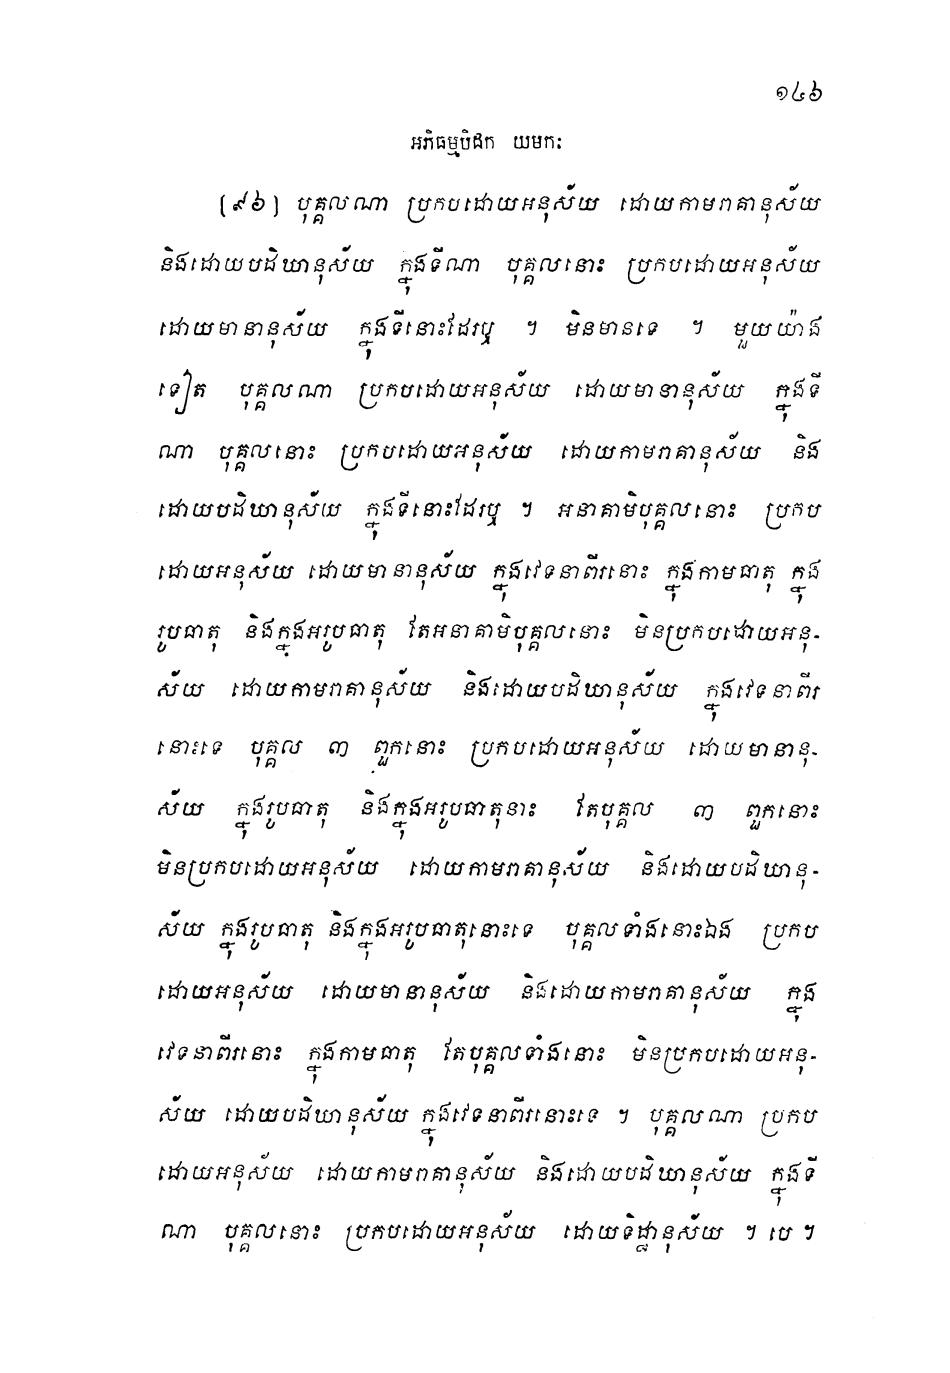 ១៤៦
អភិធម្មបិដក យមកៈ
(៩៦) បុគ្គលណា ប្រកបដោយអនុស័យ ដោយកាមរាគានុស័យ
និងដោយបដិឃានុស័យ ក្នុងទីណា បុគ្គលនោះ ប្រកបដោយអនុស័យ
ដោយមានានុស័យ ក្នុងទីនោះដែរឬ ។ មិនមានទេ ។ មួយយ៉ាង
ទៀត បុគ្គលណា ប្រកបដោយអនុស័យ ដោយមានានុស័យ ក្នុងទី
ណា បុគ្គលនោះ ប្រកបដោយអនុស័យ ដោយកាមរាគានុស័យ និង
ដោយបដិឃានុស័យ ក្នុងទីនោះដែរឬ ។ អនាគាមិបុគ្គលនោះ ប្រកប
ដោយអនុស័យ ដោយមានានុស័យ ក្នុងវេទនាពីរនោះ ក្នុងកាមធាតុ ក្នុង
រូបធាតុ និងក្នុងអរូបធាតុ តែអនាគាមិបុគ្គលនោះ មិនប្រកបដោយអនុ-
ស័យ ដោយកាមរាគានុស័យ និងដោយបដិឃានុស័យ ក្នុងវេទនាពីរ
នោះទេ បុគ្គល ៣ ពួកនោះ ប្រកបដោយអនុស័យ ដោយមានានុ-
ស័យ ក្នុងរូបធាតុ និងក្នុងអរូបធាតុនោះ តែបុគ្គល ៣ ពួកនោះ
មិនប្រកបដោយអនុស័យ ដោយកាមរាគានុស័យ និងដោយបដិឃានុ-
ស័យ ក្នុងរូបធាតុ និងក្នុងអរូបធាតុនោះទេ បុគ្គលទាំងនោះឯង ប្រកប
ដោយអនុស័យ ដោយមានានុស័យ និងដោយកាមរាគានុស័យ ក្នុង
វេទនាពីរនោះ ក្នុងកាមធាតុ តែបុគ្គលទាំងនោះ មិនប្រកបដោយអនុ-
ស័យ ដោយបដិឃានុស័យ ក្នុងវេទនាពីរនោះទេ ។ បុគ្គលណា ប្រកប
ដោយអនុស័យ ដោយកាមរាគានុស័យ និងដោយបដិឃានុស័យ ក្នុងទី
ណា បុគ្គលនោះ ប្រកបដោយអនុស័យ ដោយទិដ្ឋានុស័យ ។ បេ ។